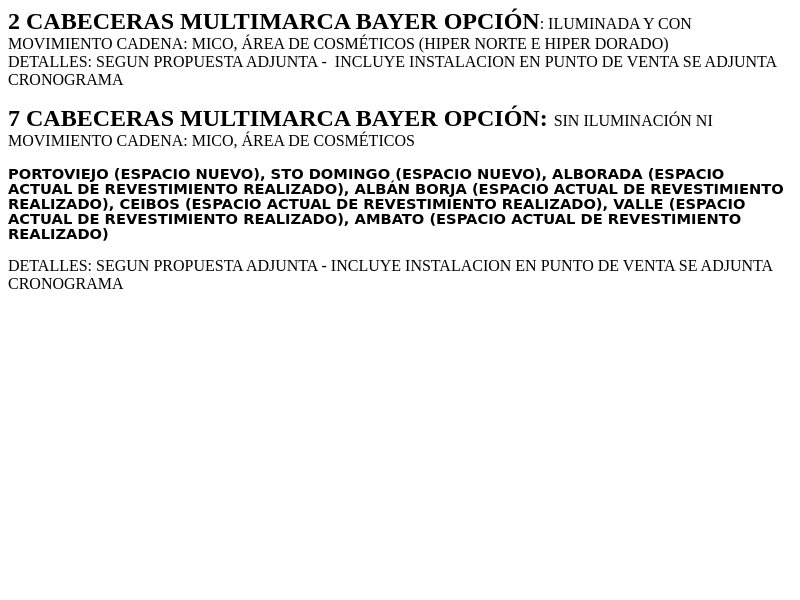 2 CABECERAS MULTIMARCA BAYER OPCIÓN: ILUMINADA Y CON
MOVIMIENTO CADENA: MICO, ÁREA DE COSMÉTICOS (HIPER NORTE E HIPER DORADO)
DETALLES: SEGUN PROPUESTA ADJUNTA -  INCLUYE INSTALACION EN PUNTO DE VENTA SE ADJUNTA
CRONOGRAMA
7 CABECERAS MULTIMARCA BAYER OPCIÓN: SIN ILUMINACIÓN NI
MOVIMIENTO CADENA: MICO, ÁREA DE COSMÉTICOS
PORTOVIEJO (ESPACIO NUEVO), STO DOMINGO (ESPACIO NUEVO), ALBORADA (ESPACIO
ACTUAL DE REVESTIMIENTO REALIZADO), ALBÁN BORJA (ESPACIO ACTUAL DE REVESTIMIENTO
REALIZADO), CEIBOS (ESPACIO ACTUAL DE REVESTIMIENTO REALIZADO), VALLE (ESPACIO
ACTUAL DE REVESTIMIENTO REALIZADO), AMBATO (ESPACIO ACTUAL DE REVESTIMIENTO
REALIZADO)
DETALLES: SEGUN PROPUESTA ADJUNTA - INCLUYE INSTALACION EN PUNTO DE VENTA SE ADJUNTA
CRONOGRAMA